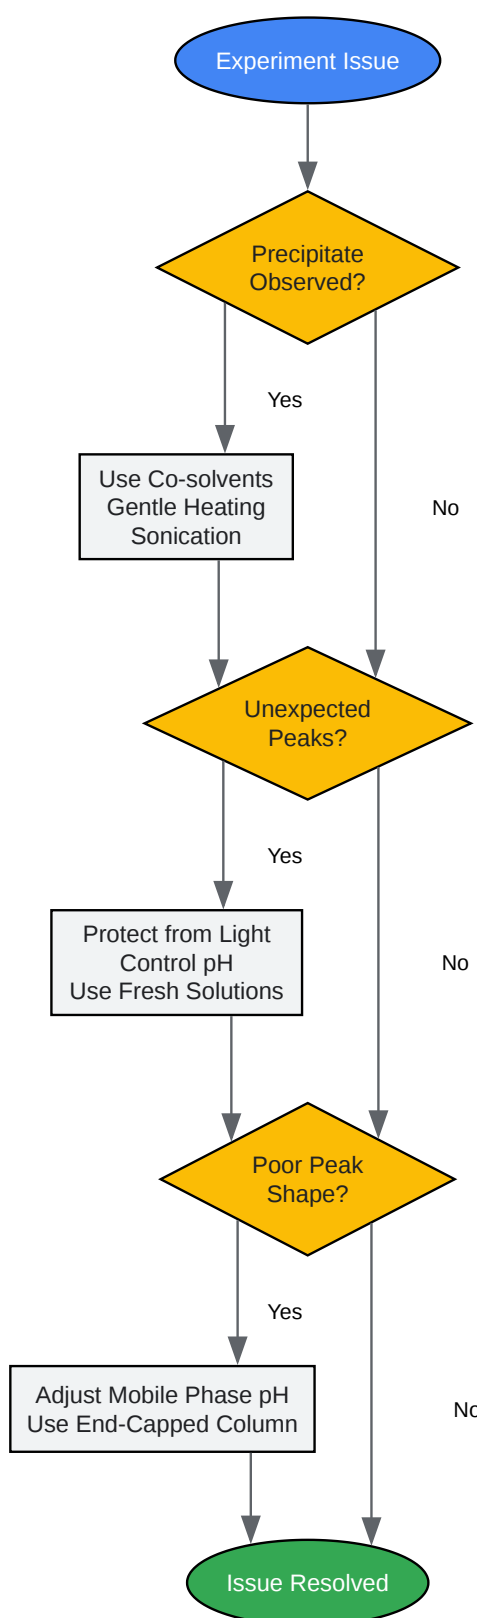 Experiment Issue
Precipitate
Observed?
Yes
Use Co-solvents
Gentle Heating
Sonication
No
Unexpected
Peaks?
Yes
Protect from Light
Control pH
Use Fresh Solutions
No
Poor Peak
Shape?
Yes
Adjust Mobile Phase pH
Use End-Capped Column
No
Issue Resolved